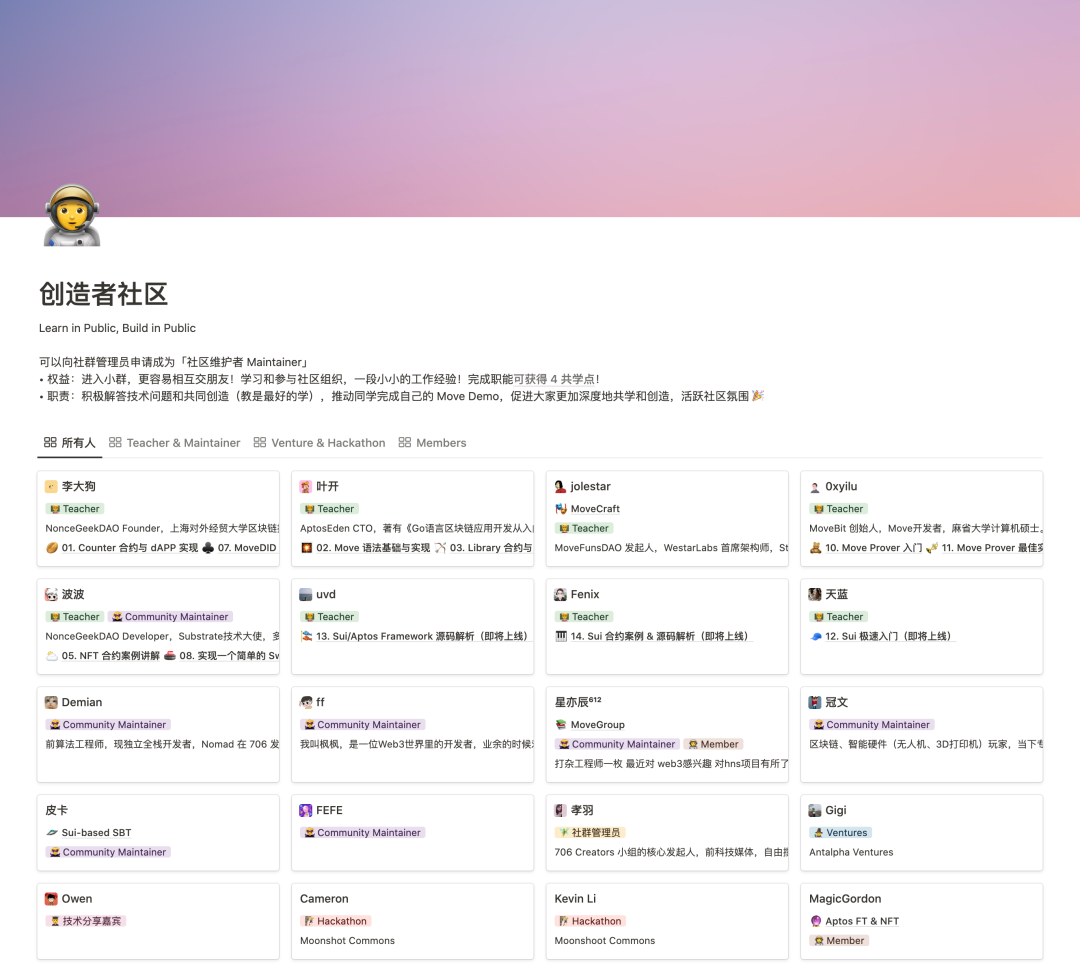 创造者社区
Learn in Public, Build in Public
可以向社群管理员申请成为「社区维护者 Maintainer」
• 权益：进入小群，更容易相互交朋友！学习和参与社区组织，一段小小的工作经验！完成职能可获得 4 共学点！
• 职责：积极解答技术问题和共同创造（教是最好的学），推动同学完成自己的 Move Demo，促进大家更加深度地共学和创造，活跃社区氛围🎉
所有人 Teacher & Maintainer Venture & Hackathon Members
李大狗
Teacher
NonceGeekDAO Founder，上海对外经贸大学区块链
01. Counter 合约与 dAPP 实现 07. MoveDID
叶开
Teacher
AptosEden CTO，著有《Go语言区块链应用开发从入
02. Move 语法基础与实现 03. Library 合约与
jolestar
MoveCraft
Teacher
MoveFunsDAO 发起人，WestarLabs 首席架构师，St
0xyilu
Teacher
MoveBit 创始人，Move开发者，麻省大学计算机硕士。
10. Move Prover 入门 11. Move Prover 最佳实
波波
Teacher Community Maintainer
NonceGeekDAO Developer，Substrate技术大使，多
05. NFT 合约案例讲解 08. 实现一个简单的 Sw
uvd
Teacher
13. Sui/Aptos Framework 源码解析（即将上线）
Fenix
Teacher
14. Sui 合约案例 & 源码解析（即将上线）
天蓝
Teacher
12. Sui 极速入门（即将上线）
Demian
Community Maintainer
前算法工程师，现独立全栈开发者，Nomad 在 706 发
ff
Community Maintainer
我叫枫枫，是一位Web3世界里的开发者，业余的时候
星亦辰⁶¹²
MoveGroup
Community Maintainer Member
打杂工程师一枚 最近对 web3感兴趣 对hns项目有所了
冠文
Community Maintainer
区块链、智能硬件（无人机、3D打印机）玩家，当下专
皮卡
Sui-based SBT
Community Maintainer
FEFE
Community Maintainer
孝羽
社群管理员
706 Creators 小组的核心发起人，前科技媒体，自由撰
Gigi
Ventures
Antalpha Ventures
Owen
技术分享嘉宾
Cameron
Hackathon
Moonshot Commons
Kevin Li
Hackathon
Moonshoot Commons
MagicGordon
Aptos FT & NFT
Member